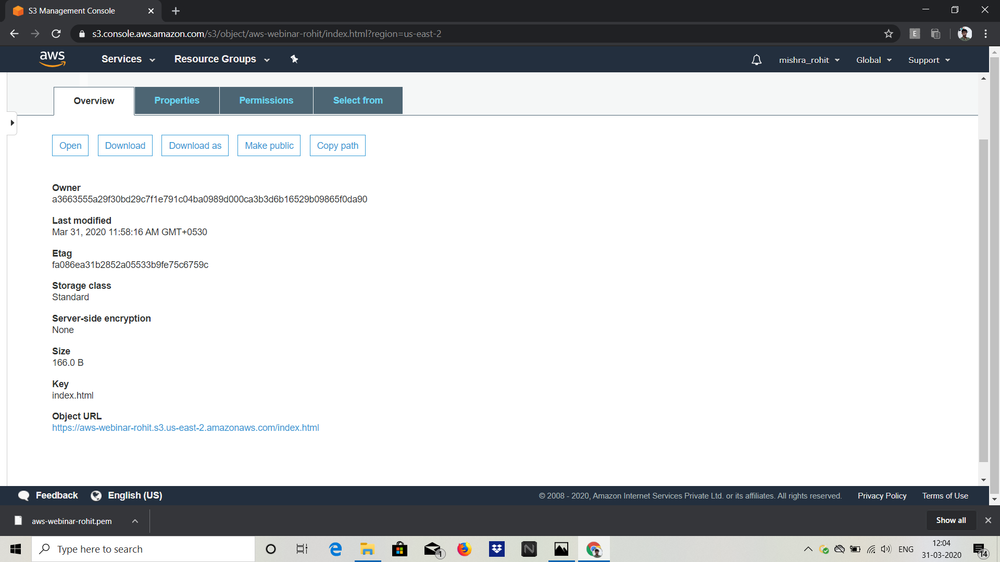 S3 Management Console
s3.console.aws.amazon.com/s3/object/aws-webinar-rohit/index.html?region=us-east-2
E
aws
Services
Resource Groups
mishra_rohit
Global
Support
Overview
Properties
Permissions
Select from
Open
Download
Download as
Make public
Copy path
Owner
a3663555a29f30bd29c7f1e791c04ba0989d000ca3b3d6b16529b09865f0da90
Last modified
Mar 31, 2020 11:58:16 AM GMT+0530
Etag
fa086ea31b2852a05533b9fe75c6759c
Storage class
Standard
Server-side encryption
None
Size
166.0 B
Key
index.html
Object URL
https://aws-webinar-rohit.s3.us-east-2.amazonaws.com/index.html
Feedback
English (US)
© 2008 - 2020, Amazon Internet Services Private Ltd. or its affiliates. All rights reserved.
Privacy Policy
Terms of Use
aws-webinar-rohit.pem
Show all
Type here to search
1
N
ENG
12:04
31-03-2020
14